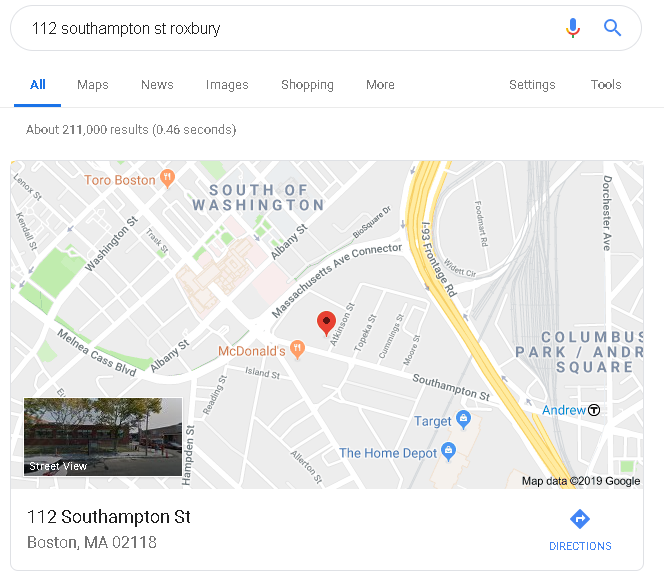 112 southampton st roxbury
All Maps News Images Shopping More Settings Tools
About 211,000 results (0.46 seconds)
Lenox St
Toro Boston
SOUTH OF
WASHINGTON
Kendall St
Washington St
Albany St
BioSquare Dr
Massachusetts Ave Connector
I-93 Frontage Rd
Foodmart Rd
Dorchester Ave
Widett Cir
Melnea Cass Blvd
Albany St
McDonald's
Atkinson St
Topeka St
Cummings St
Moore St
COLUMBUS
PARK / ANDR
SQUARE
Island St
Reading St
Southampton St
Andrew T
Target
The Home Depot
Hampden St
Allerton St
Street View
Map data ©2019 Google
112 Southampton St
Boston, MA 02118
DIRECTIONS